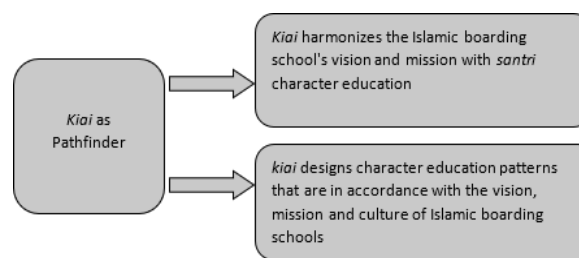 Kiai as
Pathfinder
Kiai harmonizes the Islamic boarding
school's vision and mission with santri
character education
kiai designs character education patterns
that are in accordance with the vision,
mission and culture of Islamic boarding
schools